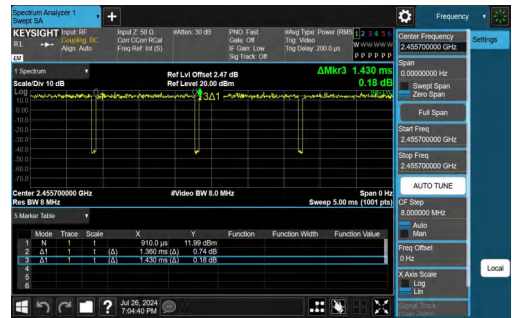 Spectrum Analyzer 1
Swept SA
Frequency
KEYSIGHT
Input: RF
Coupling: DC
Align: Auto
Input Z: 50 Ω
Corr CCorr RCal
Freq Ref: Int (S)
#Atten: 30 dB
PNO: Fast
Gate: Off
IF Gain: Low
Sig Track: Off
#Avg Type: Power (RMS)
Trig: Video
Trig Delay: 200.0 µs
1 2 3 4 5 6
W W W W W W
P P P P P P
RL
LV
1 Spectrum
Scale/Div 10 dB
Ref Lvl Offset 2.47 dB
Ref Level 20.00 dBm
ΔMkr3 1.430 ms
0.18 dB
Log
10.0
0.00
-10.0
-20.0
-30.0
-40.0
-50.0
-60.0
-70.0
3Δ1
Center 2.455700000 GHz
Res BW 8 MHz
#Video BW 8.0 MHz
Span 0 Hz
Sweep 5.00 ms (1001 pts)
5 Marker Table
Mode Trace Scale X Y Function Function Width Function Value
1 N 1 t 910.0 µs 11.99 dBm
2 Δ1 1 t (Δ) 1.360 ms (Δ) 0.74 dB
3 Δ1 1 t (Δ) 1.430 ms (Δ) 0.18 dB
4
5
6
Jul 26, 2024
7:04:40 PM
Center Frequency
2.455700000 GHz
Settings
Span
0.00000000 Hz
Swept Span
Zero Span
Full Span
Start Freq
2.455700000 GHz
Stop Freq
2.455700000 GHz
AUTO TUNE
CF Step
8.000000 MHz
Auto
Man
Freq Offset
0 Hz
X Axis Scale
Log
Lin
Signal Track
Local